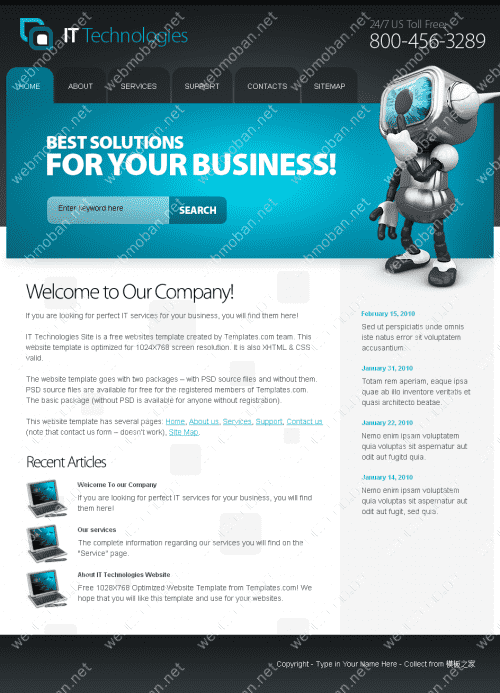 IT Technologies
24/7 US Toll Free
800-456-3289
HOME ABOUT SERVICES SUPPORT CONTACTS SITEMAP
BEST SOLUTIONS
FOR YOUR BUSINESS!
Enter keyword here SEARCH
Welcome to Our Company!
If you are looking for perfect IT services for your business, you will find them here!
IT Technologies Site is a free websites template created by Templates.com team. This
website template is optimized for 1024X768 screen resolution. It is also XHTML & CSS
valid.
The website template goes with two packages – with PSD source files and without them.
PSD source files are available for free for the registered members of Templates.com.
The basic package (without PSD is available for anyone without registration).
This website template has several pages: Home, About us, Services, Support, Contact us
(note that contact us form – doesn't work), Site Map.
Recent Articles
Welcome To our Company
If you are looking for perfect IT services for your business, you will find
them here!
Our services
The complete information regarding our services you will find on the
"Service" page.
About IT Technologies Website
Free 1028X768 Optimized Website Template from Templates.com! We
hope that you will like this template and use for your websites.
February 15, 2010
Sed ut perspiciatis unde omnis
iste natus error sit voluptatem
accusantium.
January 31, 2010
Totam rem aperiam, eaque ipsa
quae ab illo inventore veritatis et
quasi architecto beatae.
January 22, 2010
Nemo enim ipsam voluptatem
quia voluptas sit aspernatur aut
odit aut fugitd quia.
January 14, 2010
Nemo enim ipsam voluptatem
quia voluptas sit aspernatur aut
odit aut fugit, sed quia.
Copyright - Type in Your Name Here - Collect from 模板之家
webmoban.net